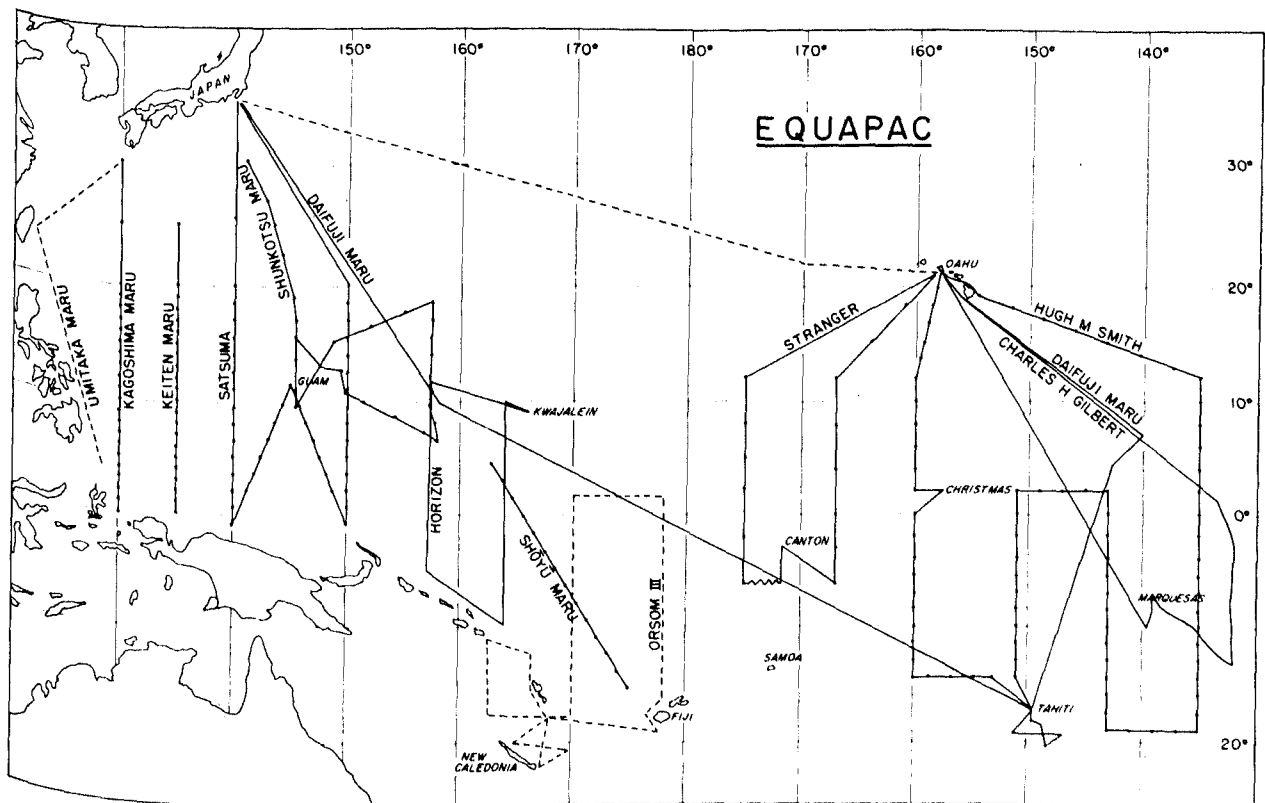 150° 160° 170° 180° 170° 160° 150° 140°
JAPAN
EQUAPAC
30°
SHUNKOTSU MARU
DAIFUJI MARU
OAHU
20°
UMITAKA MARU
KAGOSHIMA MARU
KEITEN MARU
SATSUMA
STRANGER
HUGH M SMITH
DAIFUJI MARU
CHARLES H GILBERT
GUAM
KWAJALEIN
10°
HORIZON
CHRISTMAS
0°
SHŌYŪ MARU
CANTON
ORSOM III
MARQUESAS
SAMOA
FIJI
TAHITI
NEW
CALEDONIA
20°